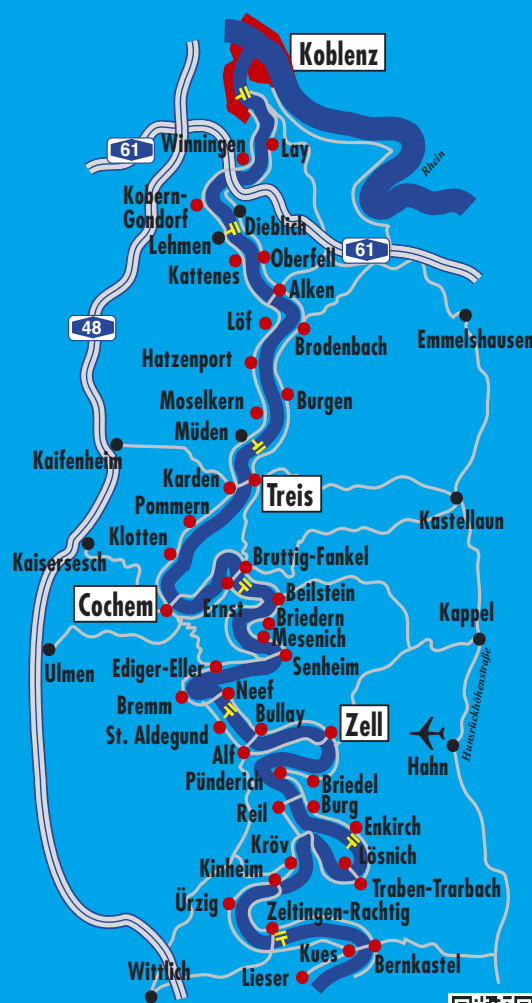 Koblenz
Rhein
61
Winningen
Lay
Kobern-
Gondorf
Dieblich
Lehmen
61
Oberfell
Kattenes
Alken
Löf
48
Brodenbach
Emmelshausen
Hatzenport
Moselkern
Burgen
Müden
Kaifenheim
Karden
Treis
Pommern
Kastellaun
Klotten
Kaisersesch
Bruttig-Fankel
Cochem
Ernst
Beilstein
Briedern
Kappel
Mesenich
Ulmen
Senheim
Ediger-Eller
Hunsrückhöhenstraße
Neef
Bremm
St. Aldegund
Bullay
Zell
Alf
Hahn
Pünderich
Briedel
Reil
Burg
Enkirch
Kröv
Lösnich
Kinheim
Traben-Trarbach
Ürzig
Zeltingen-Rachtig
Kues
Bernkastel
Wittlich
Lieser